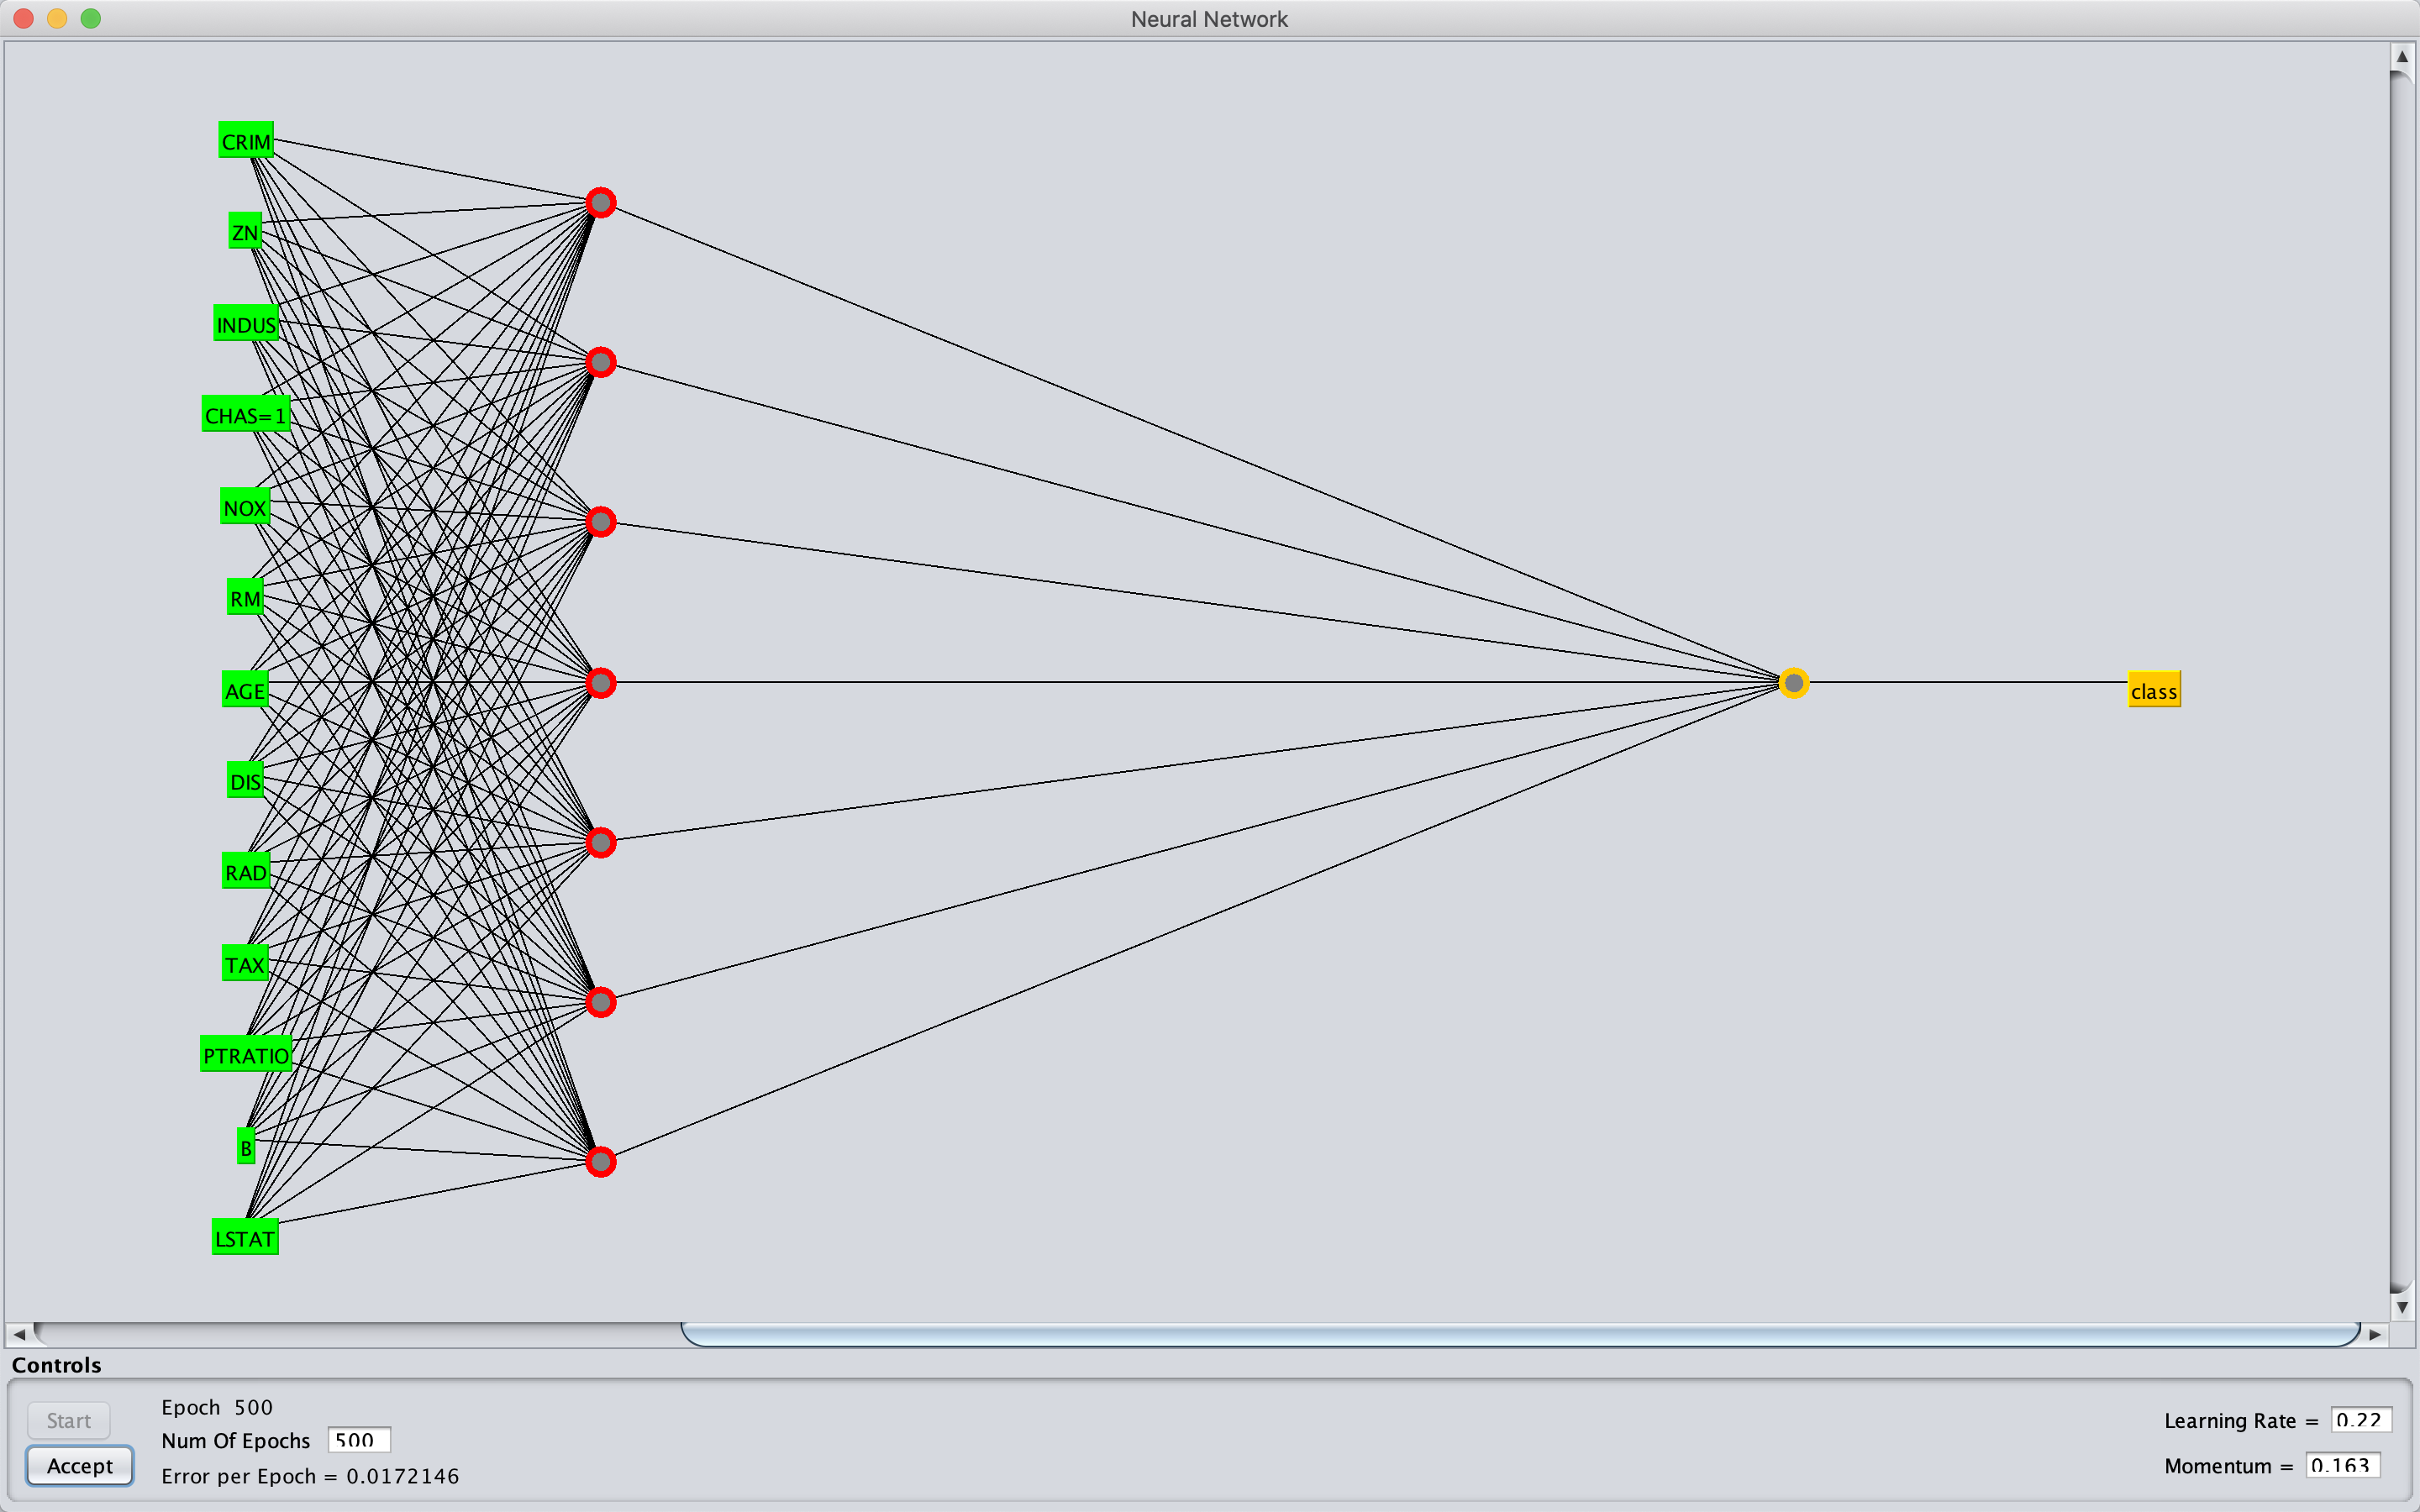 Neural Network
CRIM
ZN
INDUS
CHAS=1
NOX
RM
AGE
DIS
RAD
TAX
PTRATIO
B
LSTAT
class
Controls
Start
Accept
Epoch 500
Num Of Epochs 500
Error per Epoch = 0.0172146
Learning Rate = 0.22
Momentum = 0.163